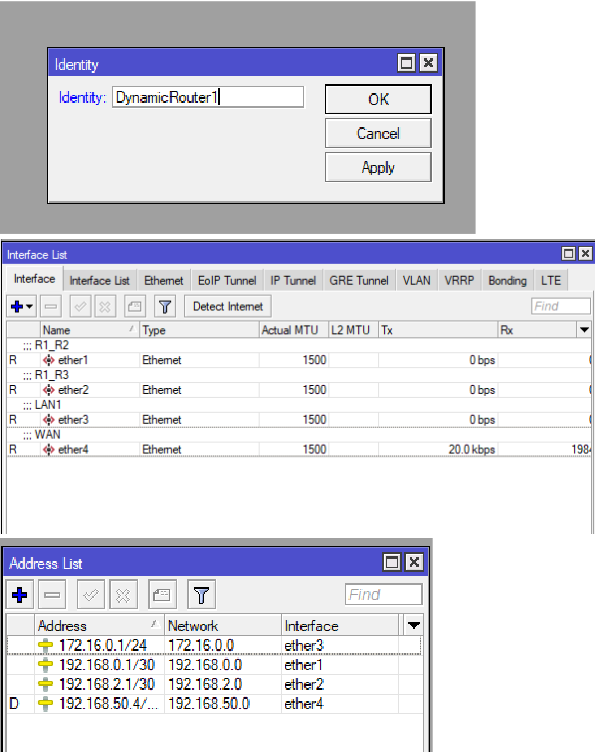 Identity
Identity: DynamicRouter1
OK
Cancel
Apply
Interface List
Interface Interface List Ethernet EoIP Tunnel IP Tunnel GRE Tunnel VLAN VRRP Bonding LTE
Detect Internet Find
Name Type Actual MTU L2 MTU Tx Rx
;;; R1_R2
R ether1 Ethernet 1500 0 bps
;;; R1_R3
R ether2 Ethernet 1500 0 bps
;;; LAN1
R ether3 Ethernet 1500 0 bps
;;; WAN
R ether4 Ethernet 1500 20.0 kbps 1984
Address List
Find
Address Network Interface
172.16.0.1/24 172.16.0.0 ether3
192.168.0.1/30 192.168.0.0 ether1
192.168.2.1/30 192.168.2.0 ether2
D 192.168.50.4/... 192.168.50.0 ether4